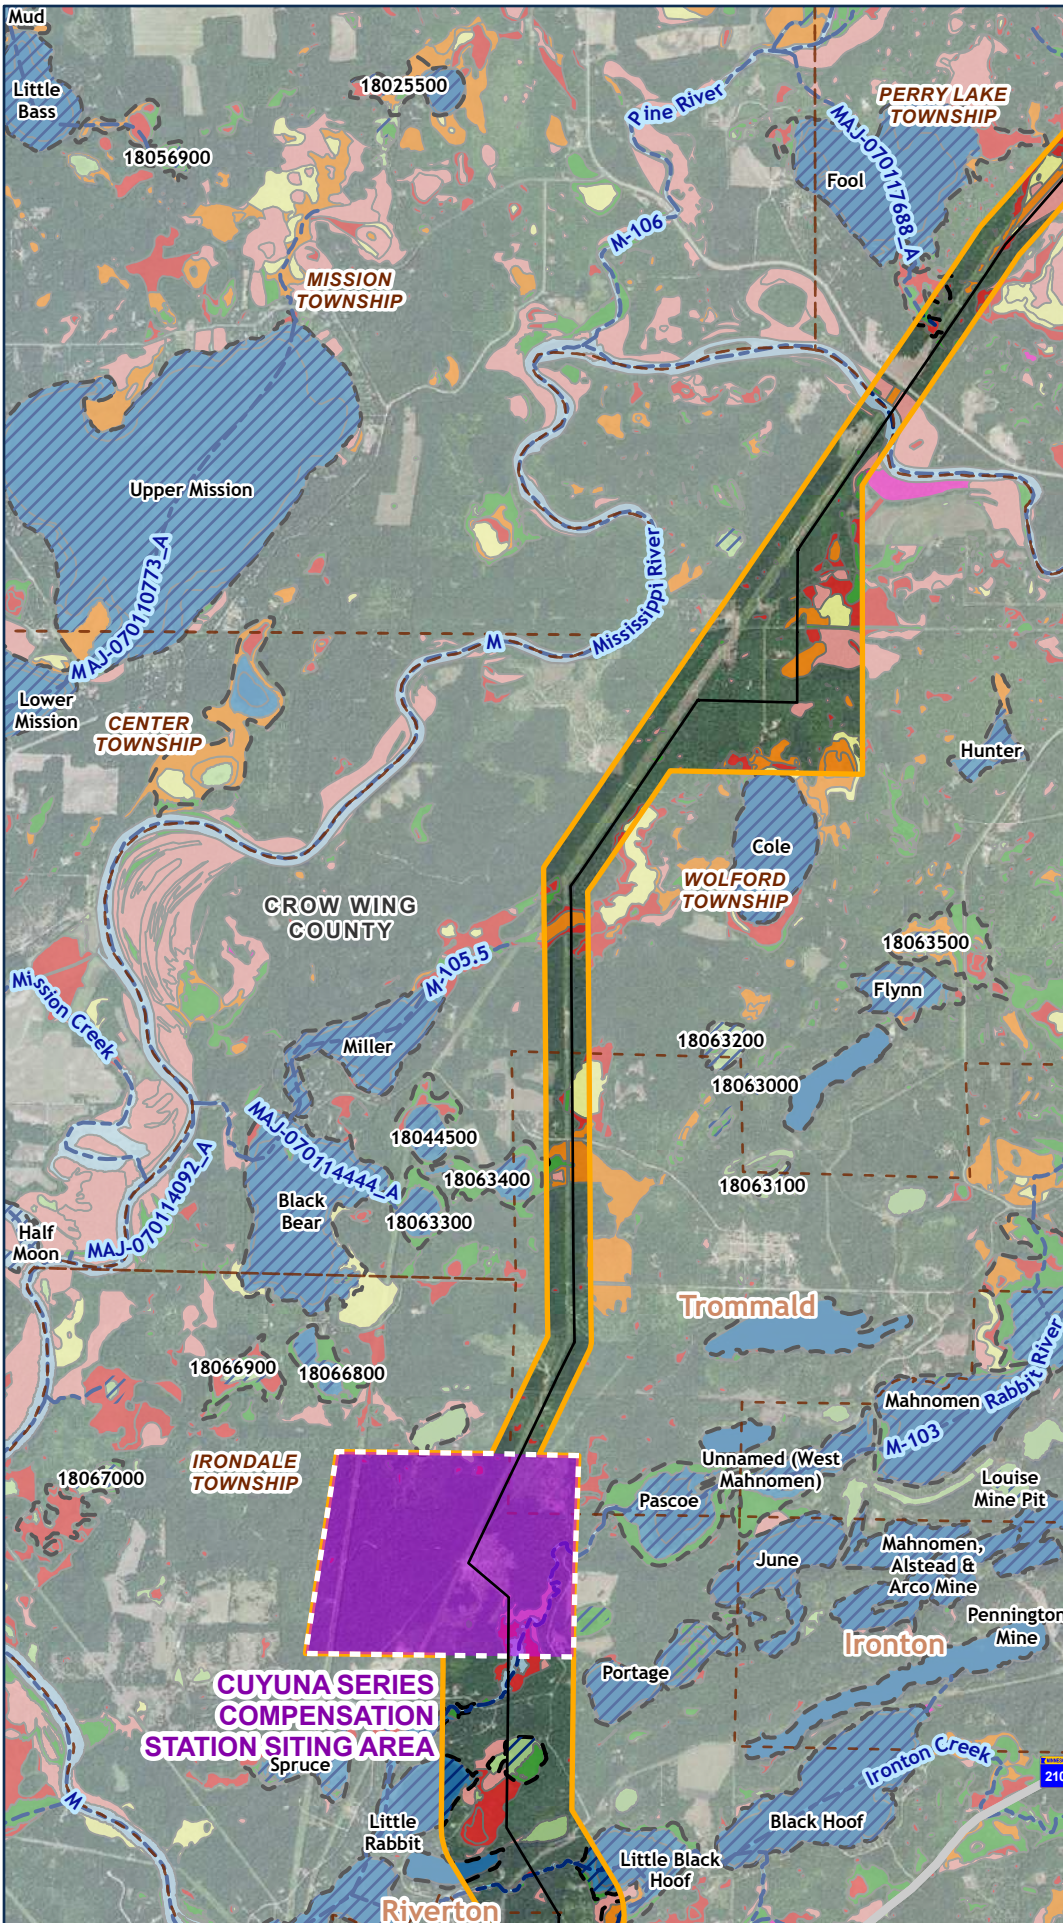 Mud
Little
Bass
18056900
18025500
Pine River
PERRY LAKE
TOWNSHIP
MAJ-070117688_A
Fool
M-106
MISSION
TOWNSHIP
Upper Mission
MAJ-070110773_A
Mississippi River
M
Lower
Mission
CENTER
TOWNSHIP
Hunter
Cole
WOLFORD
TOWNSHIP
CROW WING
COUNTY
18063500
M-105.5
Flynn
Mission Creek
Miller
18063200
18063000
MAJ-070114444_A
18044500
18063400
18063100
MAJ-070114092_A
Black
Bear
18063300
Half
Moon
Trommald
Rabbit River
18066900
18066800
Mahnomen
M-103
IRONDALE
TOWNSHIP
18067000
Unnamed (West
Mahnomen)
Louise
Mine Pit
Pascoe
June
Mahnomen,
Alstead &
Arco Mine
Pennington
Mine
Ironton
Portage
CUYUNA SERIES
COMPENSATION
STATION SITING AREA
Spruce
Ironton Creek
210
M
Little
Rabbit
Black Hoof
Little Black
Hoof
Riverton